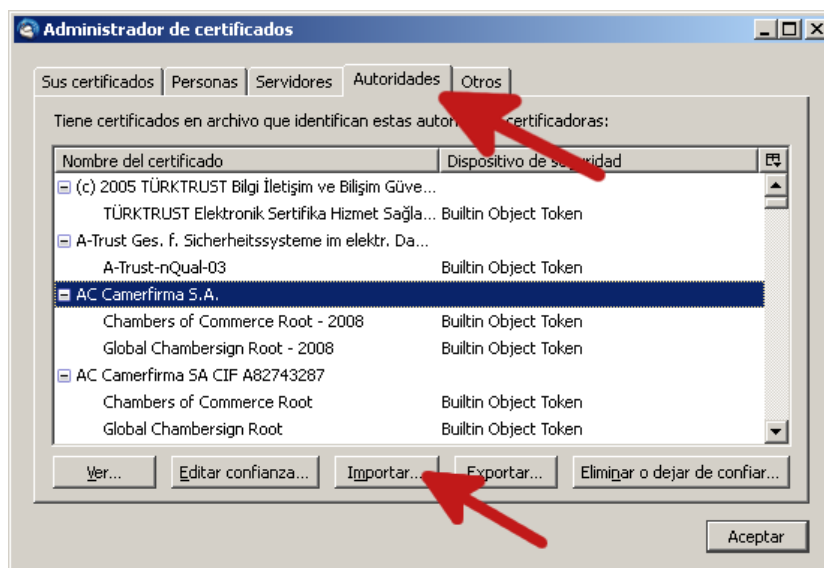 Administrador de certificados
Sus certificados Personas Servidores Autoridades Otros
Tiene certificados en archivo que identifican estas certificadoras:
Nombre del certificado Dispositivo de seguridad
(c) 2005 TÜRKTRUST Bilgi İletişim ve Bilişim Güve...
TÜRKTRUST Elektronik Sertifika Hizmet Sağla... Builtin Object Token
A-Trust Ges. f. Sicherheitssysteme im elektr. Da...
A-Trust-nQual-03 Builtin Object Token
AC Camerfirma S.A.
Chambers of Commerce Root - 2008 Builtin Object Token
Global Chambersign Root - 2008 Builtin Object Token
AC Camerfirma SA CIF A82743287
Chambers of Commerce Root Builtin Object Token
Global Chambersign Root Builtin Object Token
Ver... Editar confianza... Importar... Exportar... Eliminar o dejar de confiar...
Aceptar